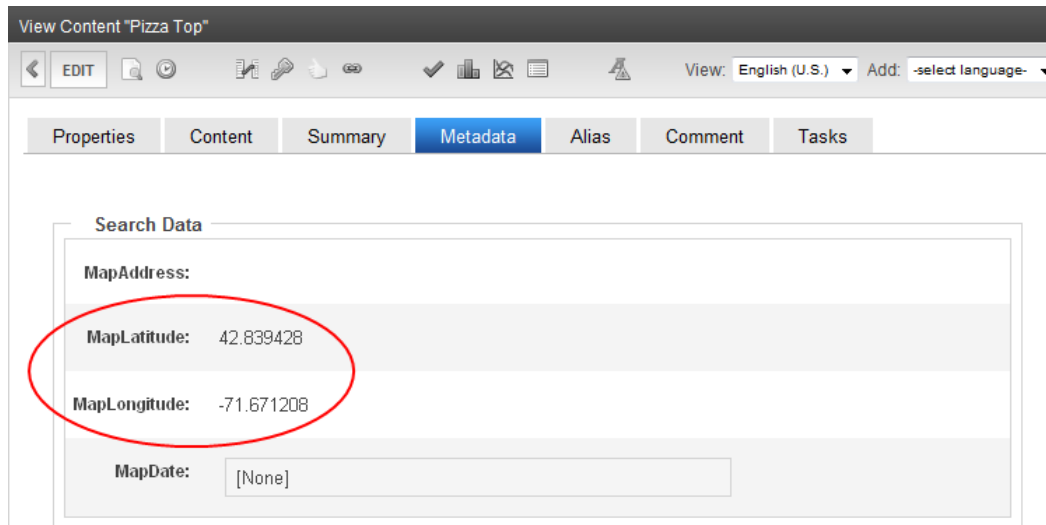 View Content "Pizza Top"
EDIT View: English (U.S.) Add: -select language-
Properties Content Summary Metadata Alias Comment Tasks
Search Data
MapAddress:
MapLatitude: 42.839428
MapLongitude: -71.671208
MapDate: [None]